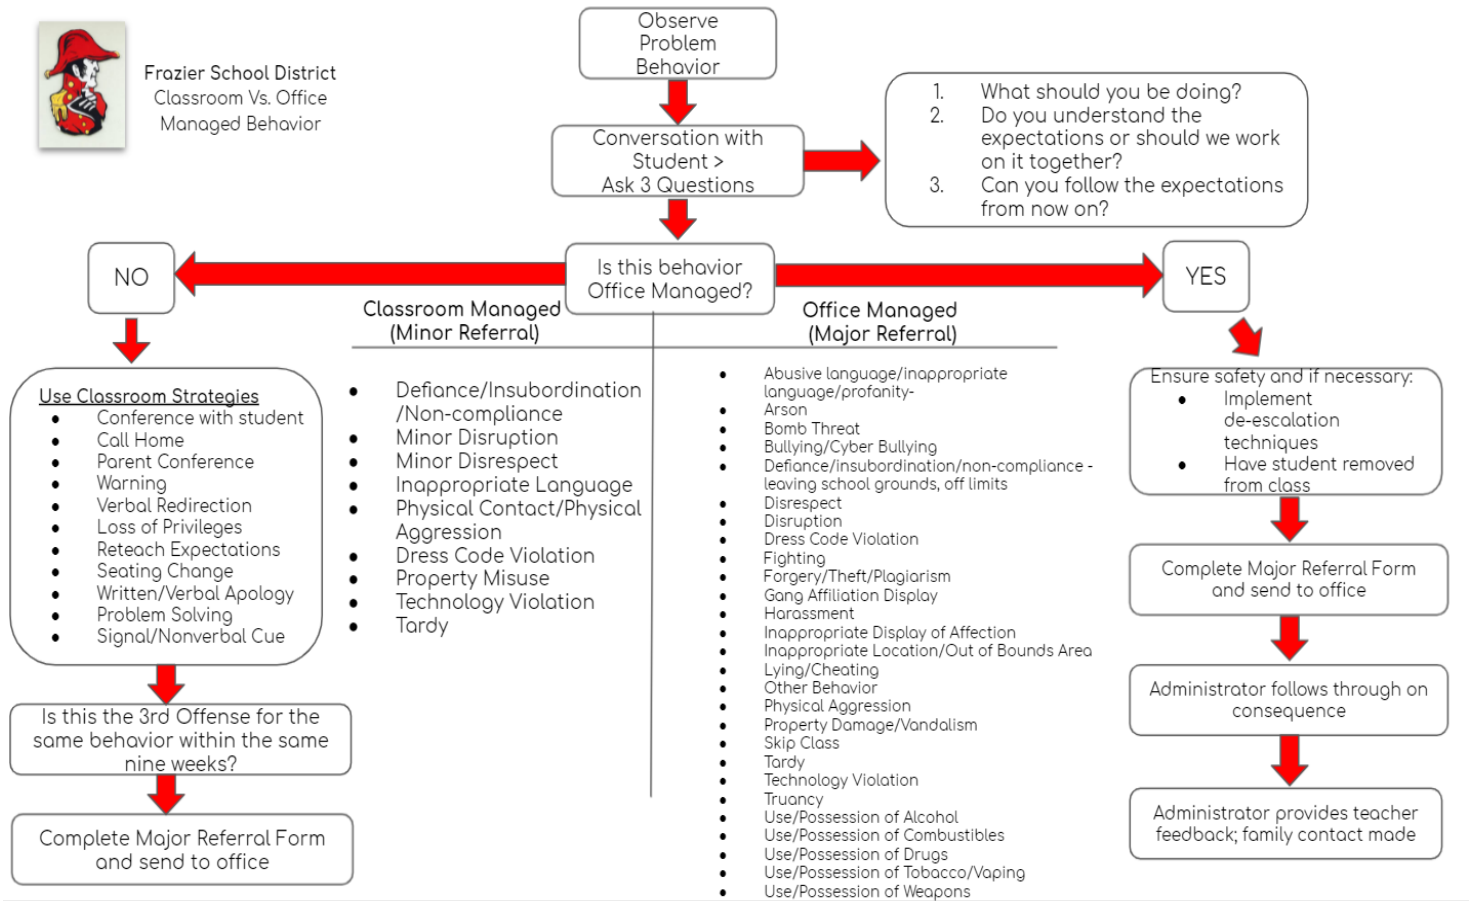 Frazier School District
Classroom Vs. Office
Managed Behavior
Observe
Problem
Behavior
Conversation with
Student >
Ask 3 Questions
1. What should you be doing?
2. Do you understand the
expectations or should we work
on it together?
3. Can you follow the expectations
from now on?
Is this behavior
Office Managed?
NO
YES
Classroom Managed
(Minor Referral)
Office Managed
(Major Referral)
Use Classroom Strategies
● Conference with student
● Call Home
● Parent Conference
● Warning
● Verbal Redirection
● Loss of Privileges
● Reteach Expectations
● Seating Change
● Written/Verbal Apology
● Problem Solving
● Signal/Nonverbal Cue
Is this the 3rd Offense for the
same behavior within the same
nine weeks?
Complete Major Referral Form
and send to office
● Defiance/Insubordination
/Non-compliance
● Minor Disruption
● Minor Disrespect
● Inappropriate Language
● Physical Contact/Physical
Aggression
● Dress Code Violation
● Property Misuse
● Technology Violation
● Tardy
● Abusive language/inappropriate
language/profanity-
● Arson
● Bomb Threat
● Bullying/Cyber Bullying
● Defiance/insubordination/non-compliance -
leaving school grounds, off limits
● Disrespect
● Disruption
● Dress Code Violation
● Fighting
● Forgery/Theft/Plagiarism
● Gang Affiliation Display
● Harassment
● Inappropriate Display of Affection
● Inappropriate Location/Out of Bounds Area
● Lying/Cheating
● Other Behavior
● Physical Aggression
● Property Damage/Vandalism
● Skip Class
● Tardy
● Technology Violation
● Truancy
● Use/Possession of Alcohol
● Use/Possession of Combustibles
● Use/Possession of Drugs
● Use/Possession of Tobacco/Vaping
● Use/Possession of Weapons
Ensure safety and if necessary:
● Implement
de-escalation
techniques
● Have student removed
from class
Complete Major Referral Form
and send to office
Administrator follows through on
consequence
Administrator provides teacher
feedback; family contact made